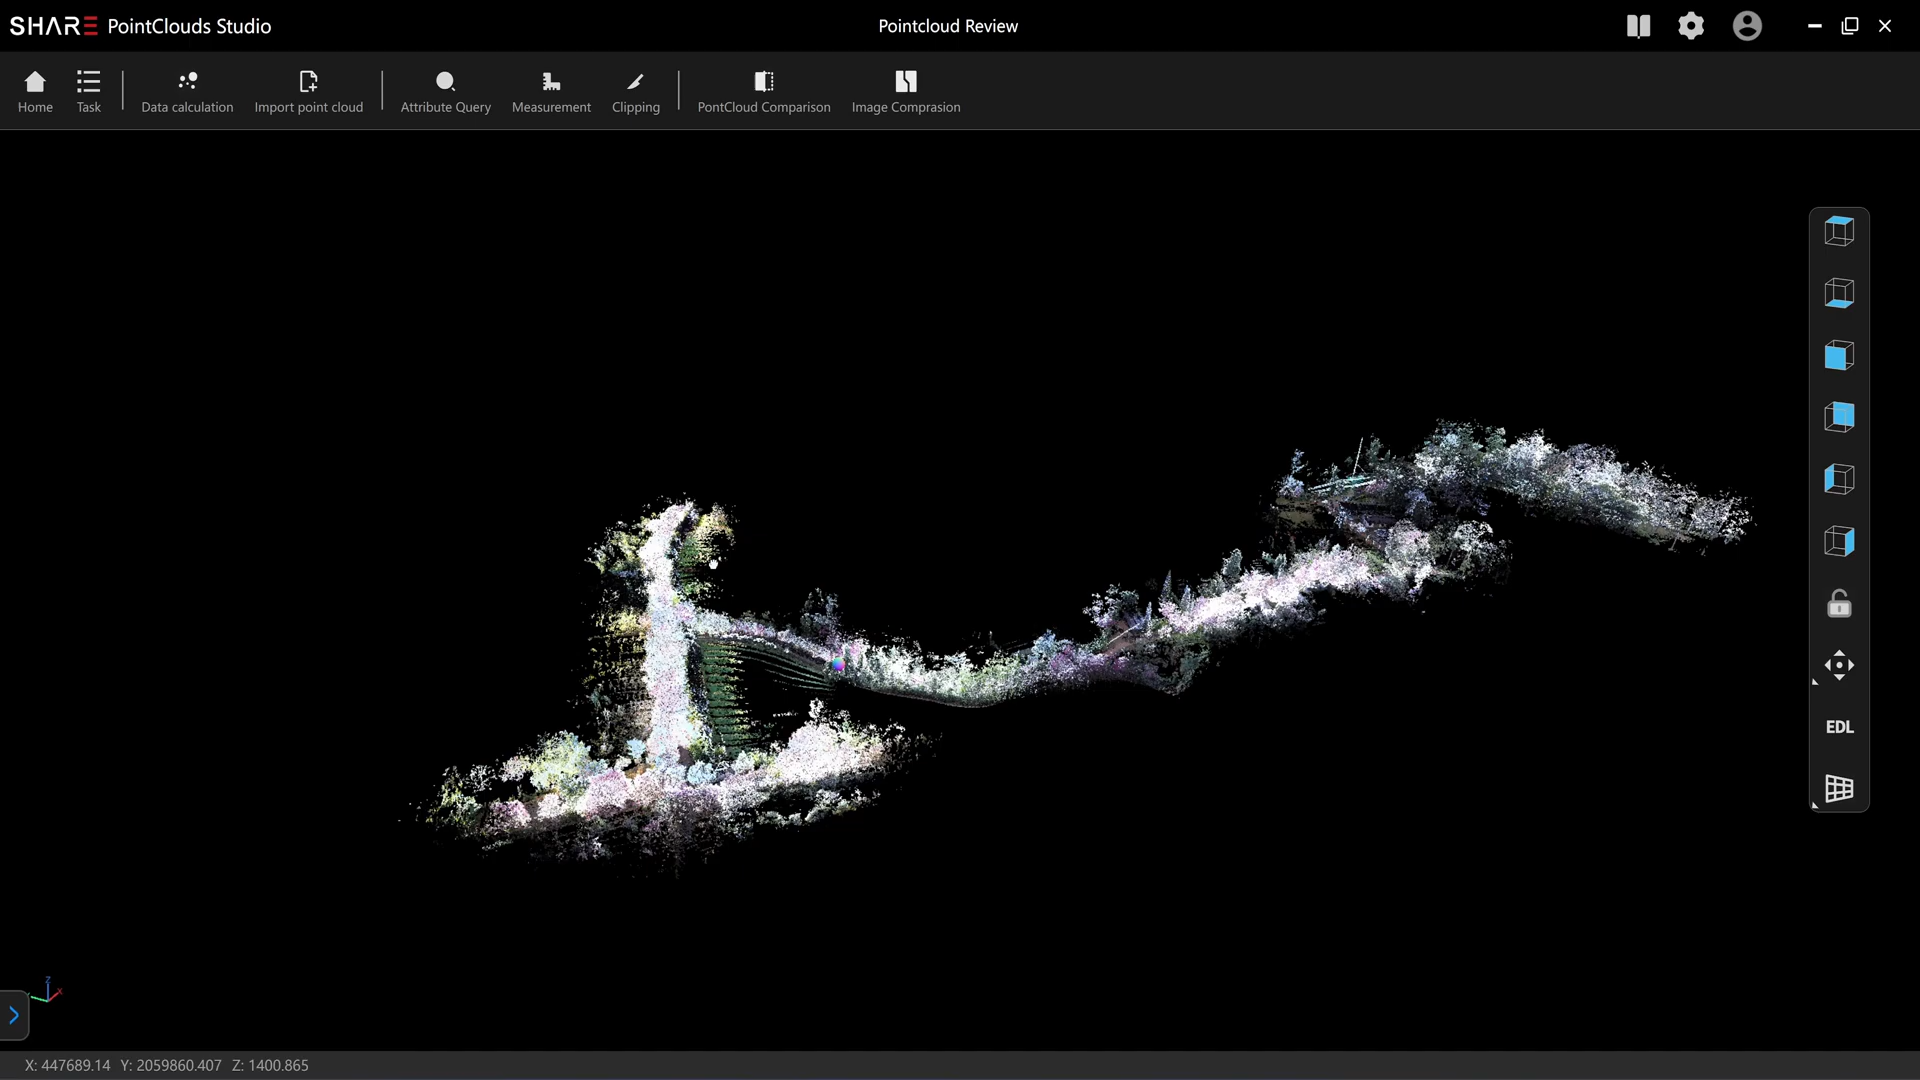 SHARE PointClouds Studio
Pointcloud Review
Home
Task
Data calculation
Import point cloud
Attribute Query
Measurement
Clipping
PontCloud Comparison
Image Comprasion
EDL
Z
X
X: 447689.14 Y: 2059860.407 Z: 1400.865